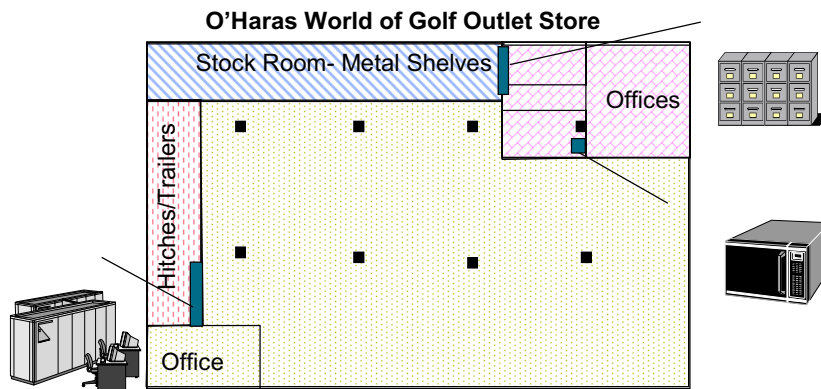 O’Haras World of Golf Outlet Store
Stock Room- Metal Shelves
Offices
Hitches/Trailers
Office